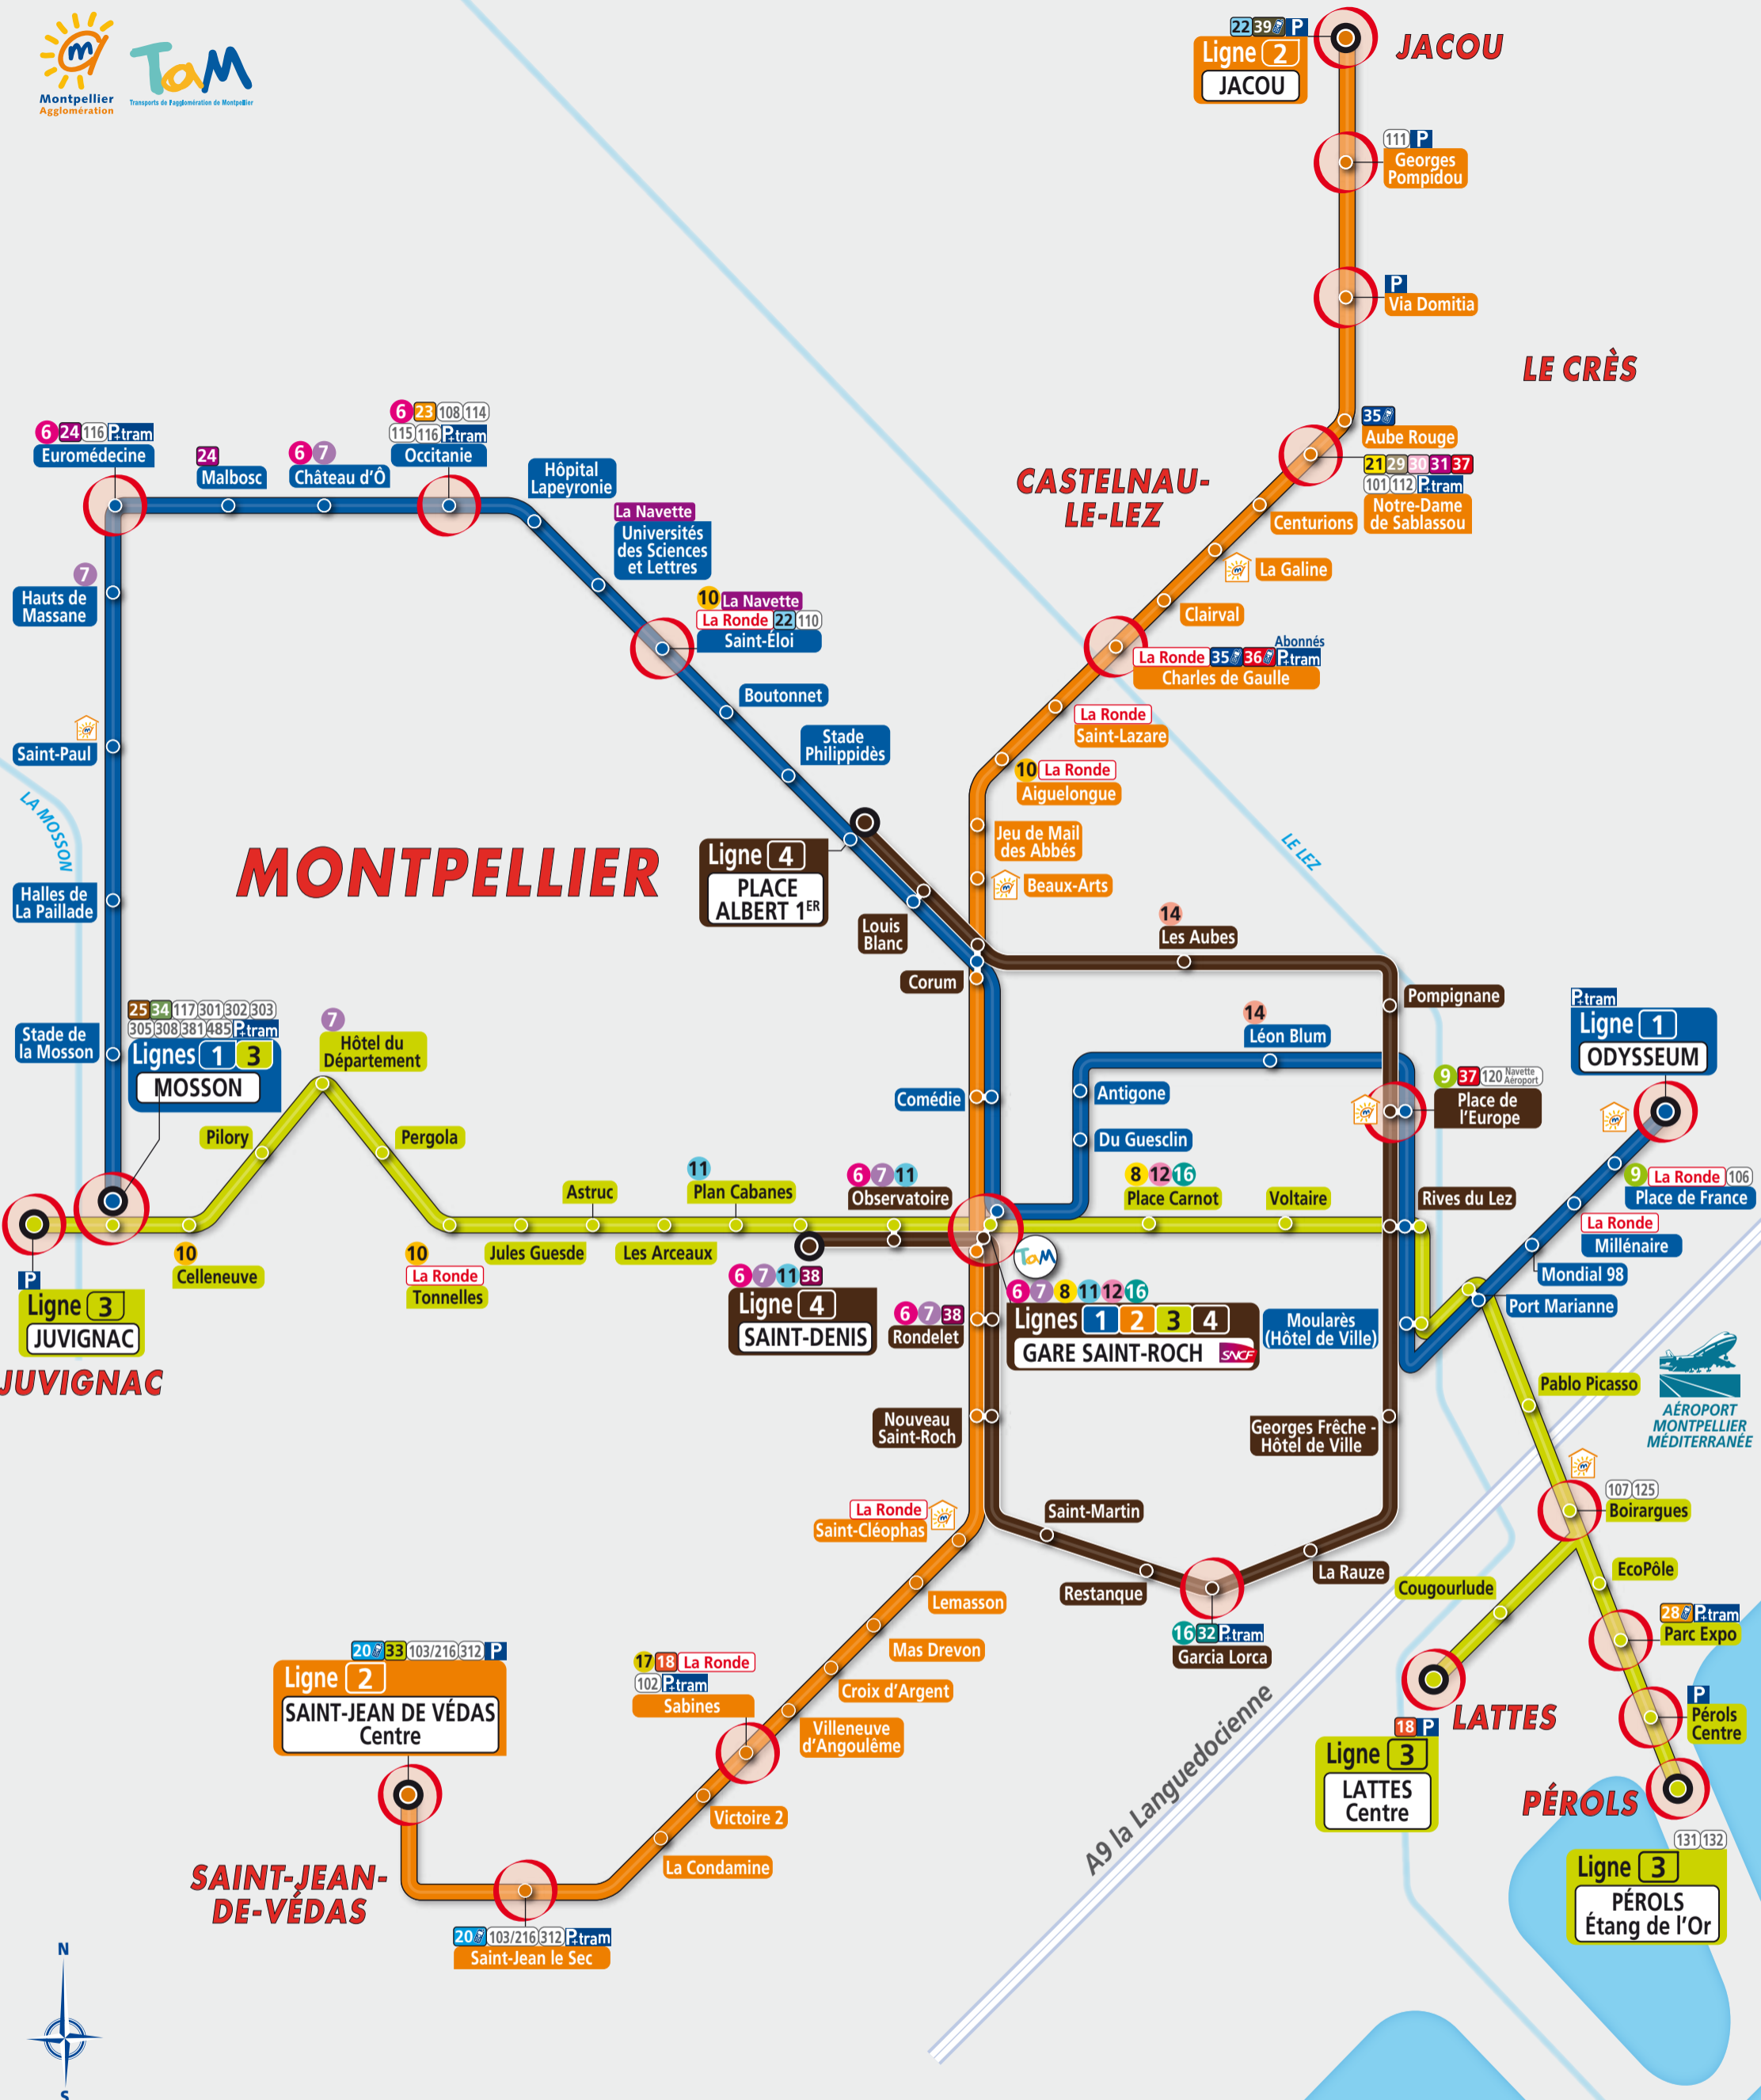 Montpellier
Agglomération
TaM
Transports de l'agglomération de Montpellier
22 39 P
Ligne 2
JACOU
JACOU
111 P
Georges
Pompidou
P
Via Domitia
LE CRÈS
35
Aube Rouge
21 29 30 31 37
101 112 P+tram
Notre-Dame
de Sablassou
CASTELNAU-
LE-LEZ
Centurions
La Galine
Clairval
Abonnés
La Ronde 35 36 P+tram
Charles de Gaulle
La Ronde
Saint-Lazare
10 La Ronde
Aiguelongue
Jeu de Mail
des Abbés
Beaux-Arts
LE LEZ
6 24 116 P+tram
Euromédecine
24
Malbosc
6 7
Château d'Ô
6 23 108 114
115 116 P+tram
Occitanie
Hôpital
Lapeyronie
La Navette
Universités
des Sciences
et Lettres
10 La Navette
La Ronde 22 110
Saint-Éloi
Boutonnet
Stade
Philippidès
7
Hauts de
Massane
Saint-Paul
LA MOSSON
Halles de
La Paillade
Stade de
la Mosson
MONTPELLIER
Ligne 4
PLACE
ALBERT 1ER
Louis
Blanc
Corum
14
Les Aubes
Pompignane
14
Léon Blum
P+tram
Ligne 1
ODYSSEUM
25 34 117 301 302 303
305 308 381 485 P+tram
Lignes 1 3
MOSSON
7
Hôtel du
Département
Pilory
Pergola
Comédie
Antigone
Du Guesclin
9 37 120 Navette Aéroport
Place de
l'Europe
9 La Ronde 106
Place de France
La Ronde
Millénaire
Mondial 98
Port Marianne
Astruc
11
Plan Cabanes
6 7 11
Observatoire
8 12 16
Place Carnot
Voltaire
Rives du Lez
10
Celleneuve
10
La Ronde
Tonnelles
Jules Guesde
Les Arceaux
P
Ligne 3
JUVIGNAC
JUVIGNAC
6 7 11 38
Ligne 4
SAINT-DENIS
6 7 38
Rondelet
TaM
6 7 8 11 12 16
Lignes 1 2 3 4
GARE SAINT-ROCH SNCF
Moularès
(Hôtel de Ville)
Pablo Picasso
AÉROPORT
MONTPELLIER
MÉDITERRANÉE
Nouveau
Saint-Roch
Georges Frêche -
Hôtel de Ville
107 125
Boirargues
La Ronde
Saint-Cléophas
Saint-Martin
Restanque
La Rauze
16 32 P+tram
Garcia Lorca
Cougourlude
EcoPôle
28 P+tram
Parc Expo
P
Pérols
Centre
Lemasson
Mas Drevon
Croix d'Argent
Villeneuve
d'Angoulême
17 18 La Ronde
102 P+tram
Sabines
Victoire 2
La Condamine
20 33 103/216 312 P
Ligne 2
SAINT-JEAN DE VÉDAS
Centre
SAINT-JEAN-
DE-VÉDAS
20 103/216 312 P+tram
Saint-Jean le Sec
A9 la Languedocienne
LATTES
18 P
Ligne 3
LATTES
Centre
PÉROLS
131 132
Ligne 3
PÉROLS
Étang de l'Or
N
S